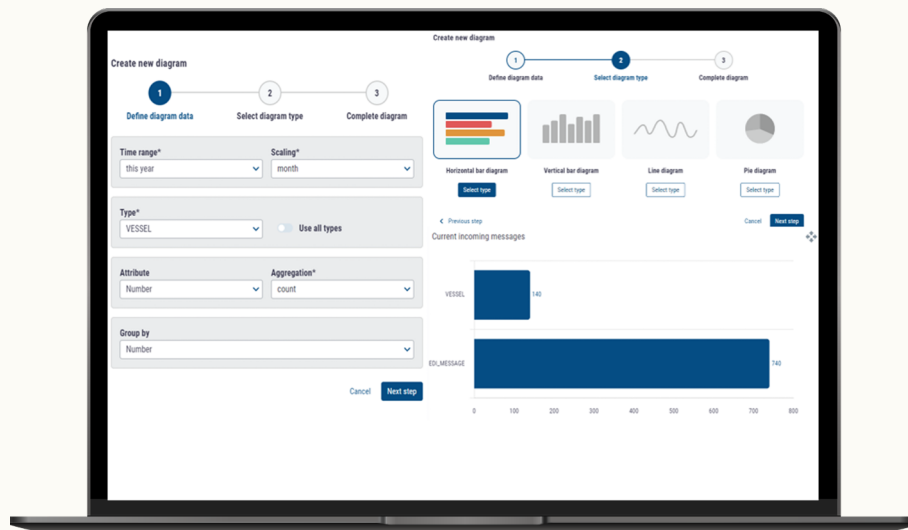 Create new diagram
1 2 3
Define diagram data Select diagram type Complete diagram
Time range* Scaling*
this year month
Type*
VESSEL Use all types
Attribute Aggregation*
Number count
Group by
Number
Cancel Next step
Create new diagram
1 2 3
Define diagram data Select diagram type Complete diagram
Horizontal bar diagram Vertical bar diagram Line diagram Pie diagram
Select type Select type Select type Select type
Previous step Cancel Next step
Current incoming messages
VESSEL 140
EDI_MESSAGE 740
0 100 200 300 400 500 600 700 800